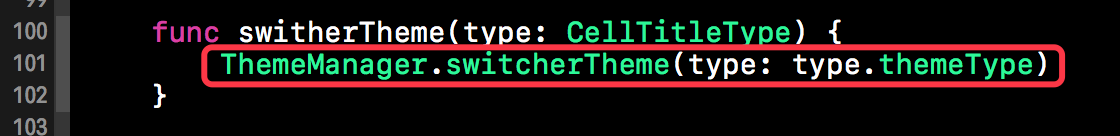 99
100 func switherTheme(type: CellTitleType) {
101 ThemeManager.switcherTheme(type: type.themeType)
102 }
103